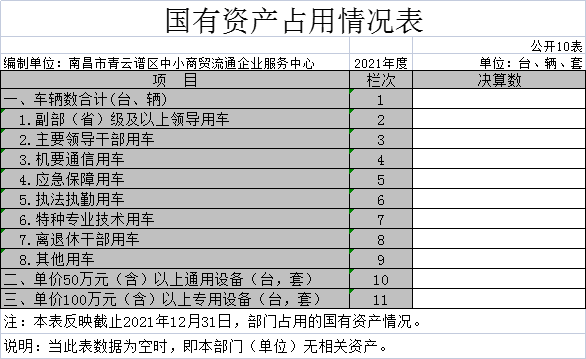 国有资产占用情况表
公开10表
编制单位：南昌市青云谱区中小商贸流通企业服务中心 2021年度 单位：台、辆、套
项 目 栏次 决算数
一、车辆数合计(台、辆) 1
1.副部（省）级及以上领导用车 2
2.主要领导干部用车 3
3.机要通信用车 4
4.应急保障用车 5
5.执法执勤用车 6
6.特种专业技术用车 7
7.离退休干部用车 8
8.其他用车 9
二、单价50万元（含）以上通用设备（台，套） 10
三、单价100万元（含）以上专用设备（台，套） 11
注：本表反映截止2021年12月31日，部门占用的国有资产情况。
说明：当此表数据为空时，即本部门（单位）无相关资产。